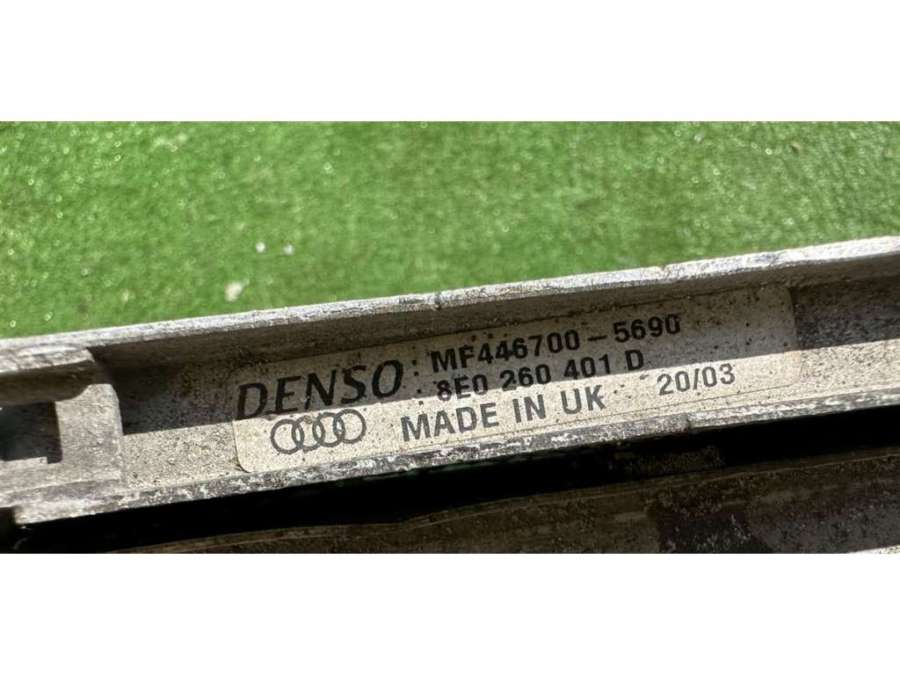 DENSO : MF446700-5690
: 8E0 260 401 D
MADE IN UK 20/03